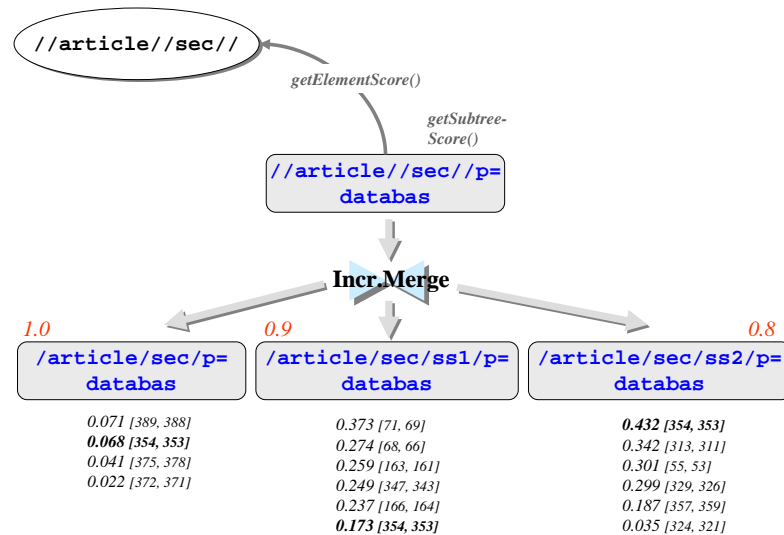 //article//sec//
getElementScore()
getSubtree-
Score()
//article//sec//p=
databas
Incr.Merge
1.0
/article/sec/p=
databas
0.071 [389, 388]
0.068 [354, 353]
0.041 [375, 378]
0.022 [372, 371]
0.9
/article/sec/ss1/p=
databas
0.373 [71, 69]
0.274 [68, 66]
0.259 [163, 161]
0.249 [347, 343]
0.237 [166, 164]
0.173 [354, 353]
0.8
/article/sec/ss2/p=
databas
0.432 [354, 353]
0.342 [313, 311]
0.301 [55, 53]
0.299 [329, 326]
0.187 [357, 359]
0.035 [324, 321]